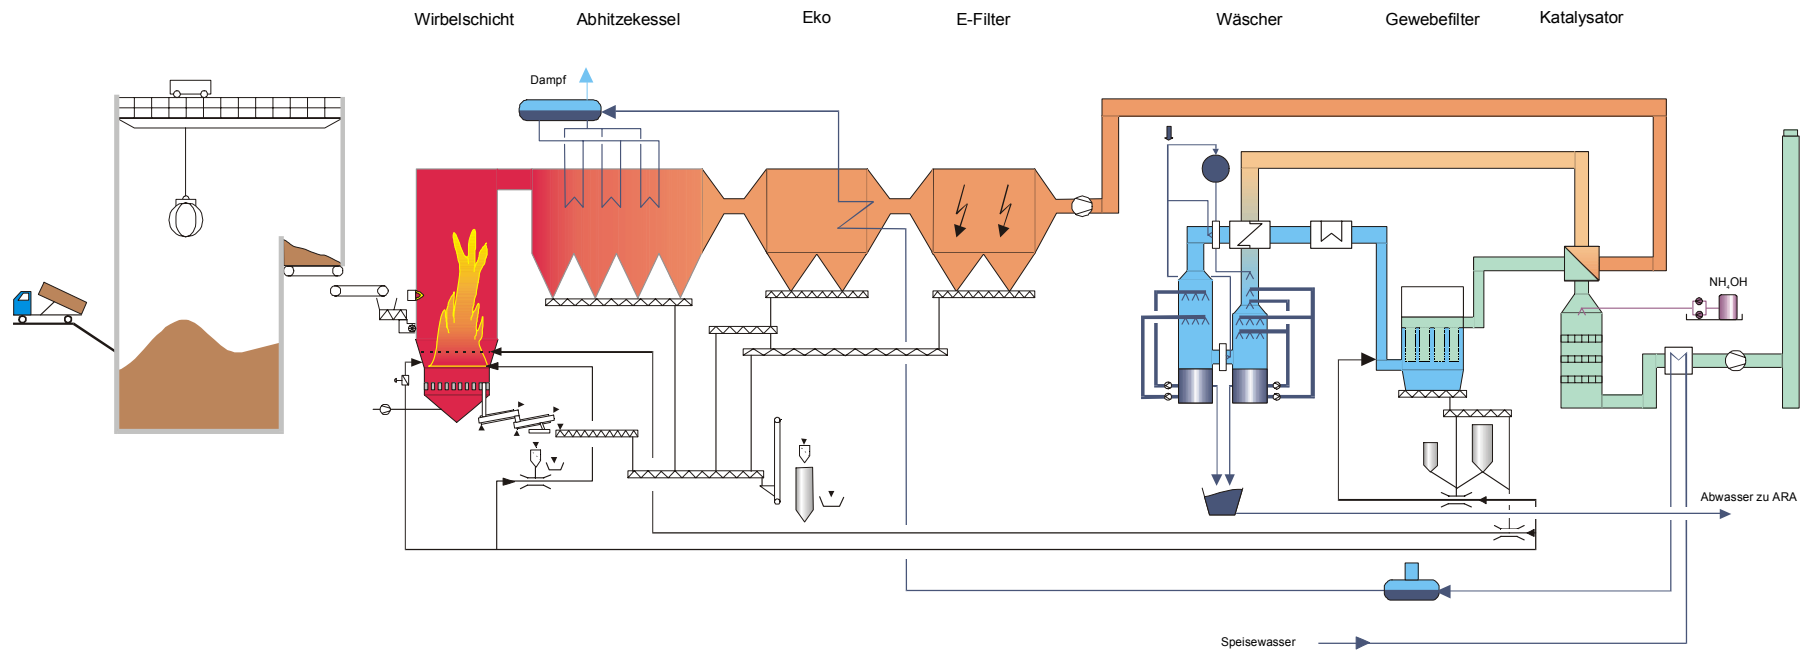 Wirbelschicht
Abhitzekessel
Eko
E-Filter
Wäscher
Gewebefilter
Katalysator
Dampf
NH₄OH
Abwasser zu ARA
Speisewasser